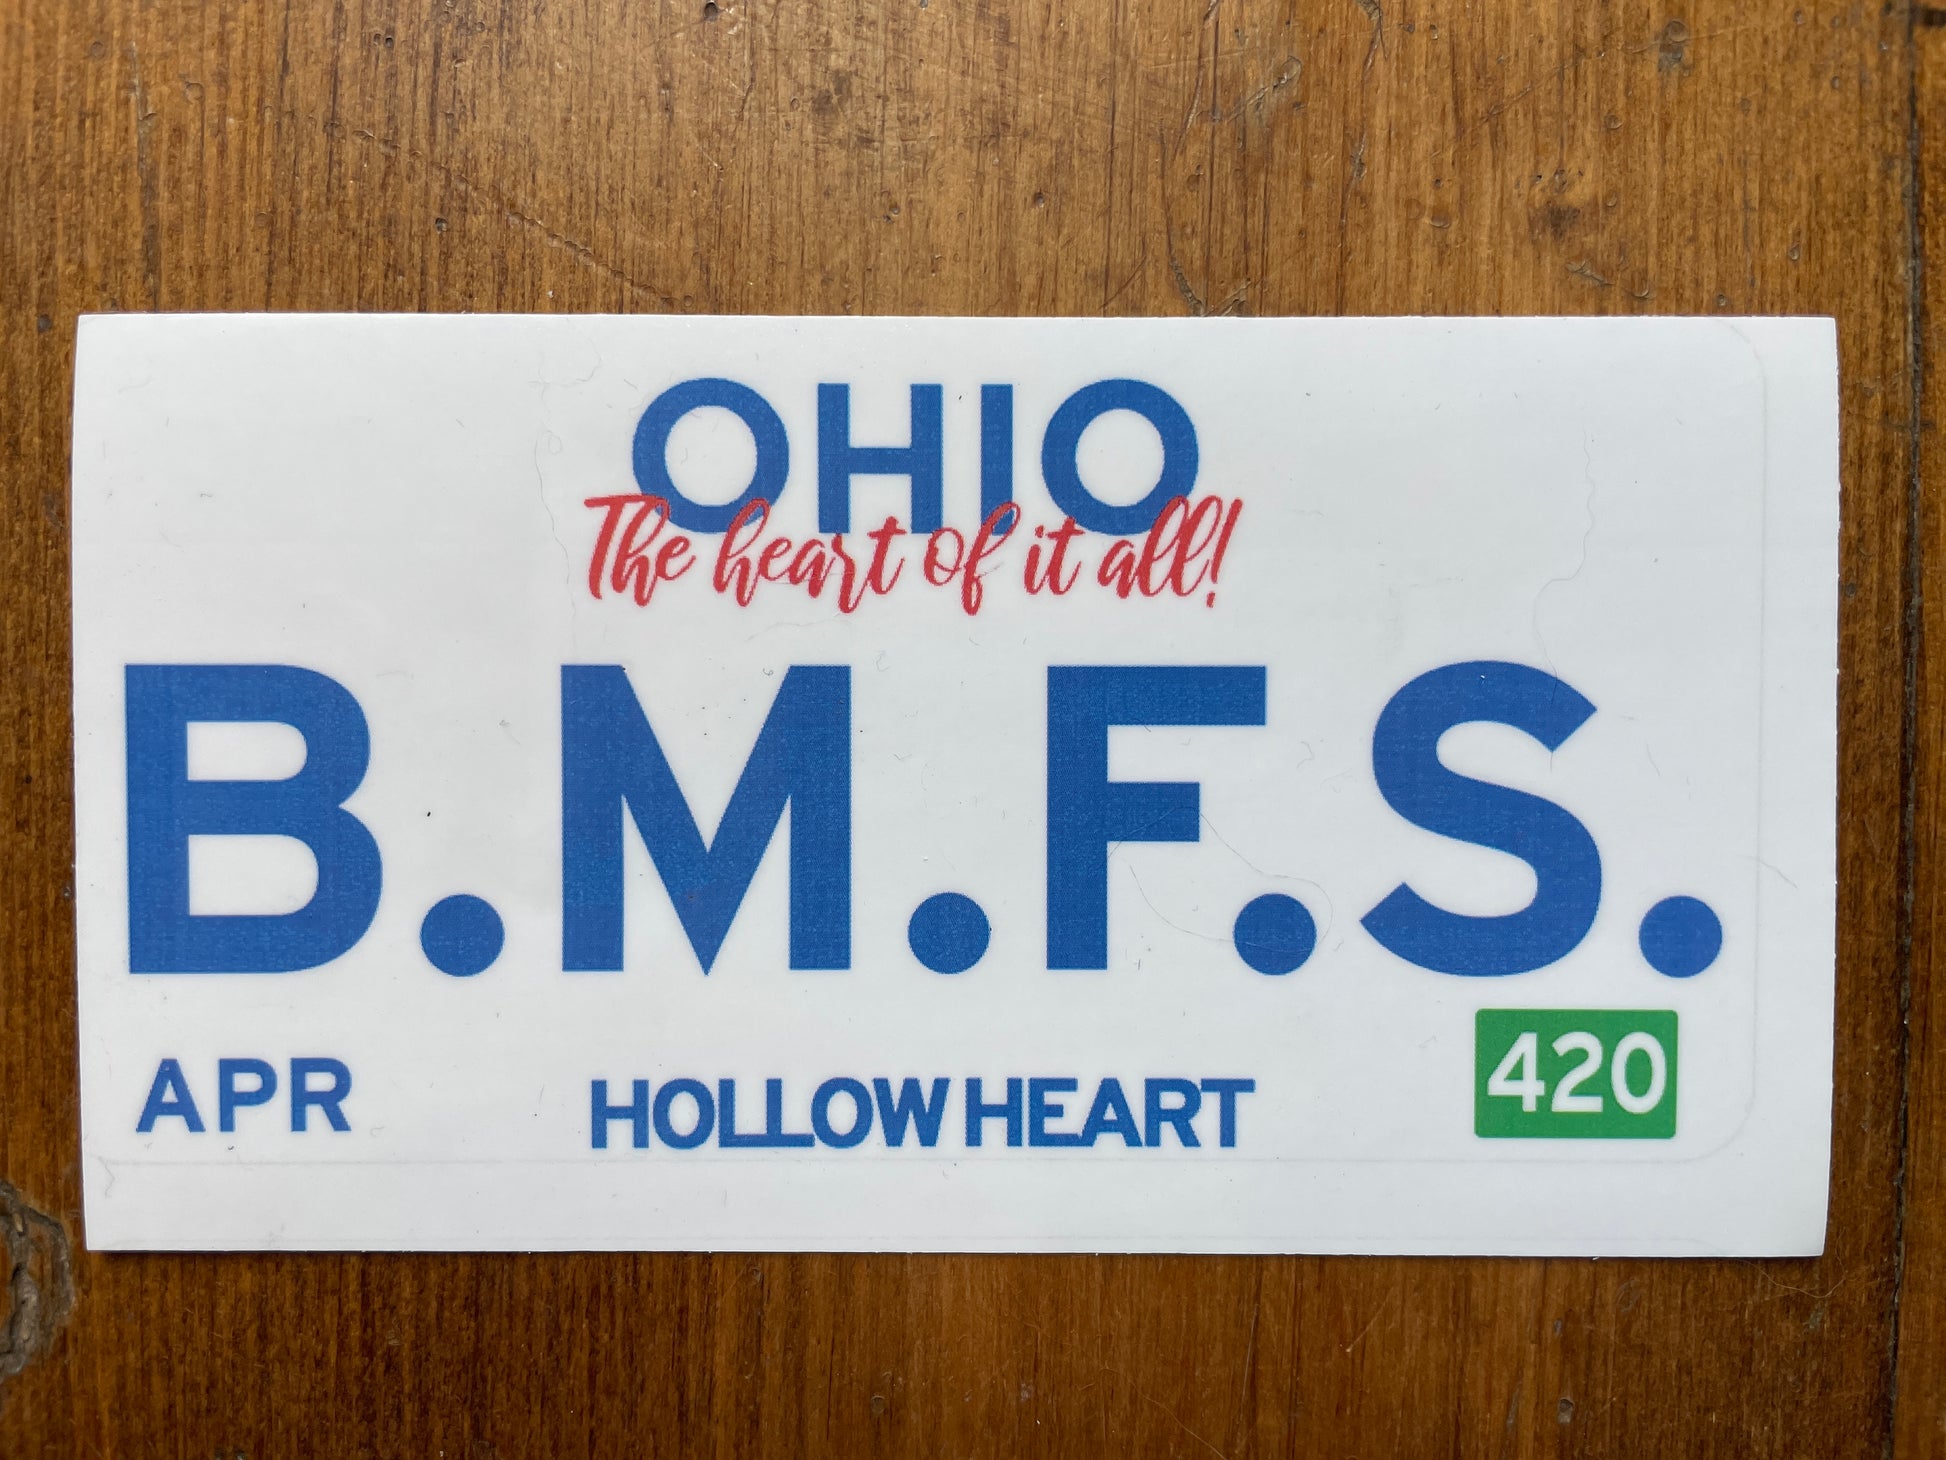 OHIO
The heart of it all!
B.M.F.S.
APR
HOLLOW HEART
420